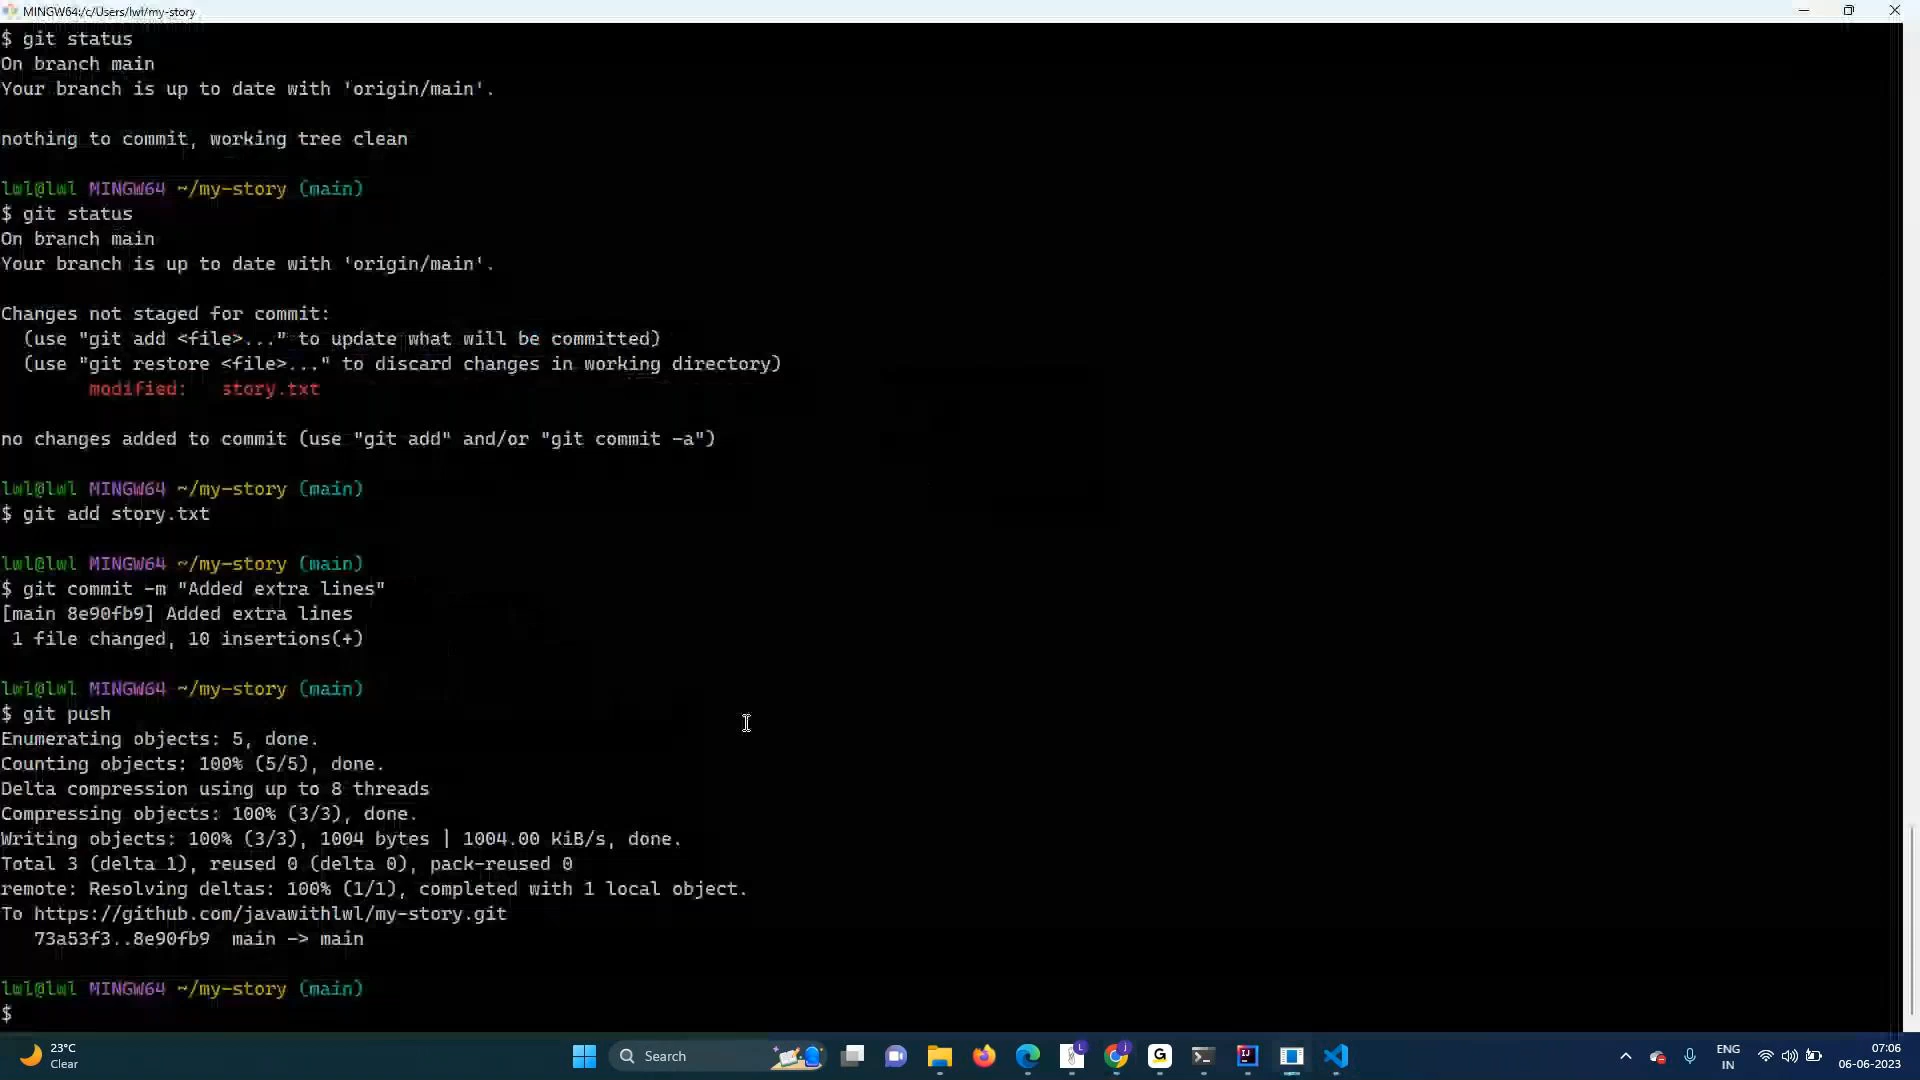 MINGW64:/c/Users/lwl/my-story
$ git status
On branch main
Your branch is up to date with 'origin/main'.
nothing to commit, working tree clean
lwl@lwl MINGW64 ~/my-story (main)
$ git status
On branch main
Your branch is up to date with 'origin/main'.
Changes not staged for commit:
(use "git add <file>..." to update what will be committed)
(use "git restore <file>..." to discard changes in working directory)
modified: story.txt
no changes added to commit (use "git add" and/or "git commit -a")
lwl@lwl MINGW64 ~/my-story (main)
$ git add story.txt
lwl@lwl MINGW64 ~/my-story (main)
$ git commit -m "Added extra lines"
[main 8e90fb9] Added extra lines
1 file changed, 10 insertions(+)
lwl@lwl MINGW64 ~/my-story (main)
$ git push
Enumerating objects: 5, done.
Counting objects: 100% (5/5), done.
Delta compression using up to 8 threads
Compressing objects: 100% (3/3), done.
Writing objects: 100% (3/3), 1004 bytes | 1004.00 KiB/s, done.
Total 3 (delta 1), reused 0 (delta 0), pack-reused 0
remote: Resolving deltas: 100% (1/1), completed with 1 local object.
To https://github.com/javawithlwl/my-story.git
73a53f3..8e90fb9 main -> main
lwl@lwl MINGW64 ~/my-story (main)
$
23°C
Clear
Search
ENG
IN
07:06
06-06-2023